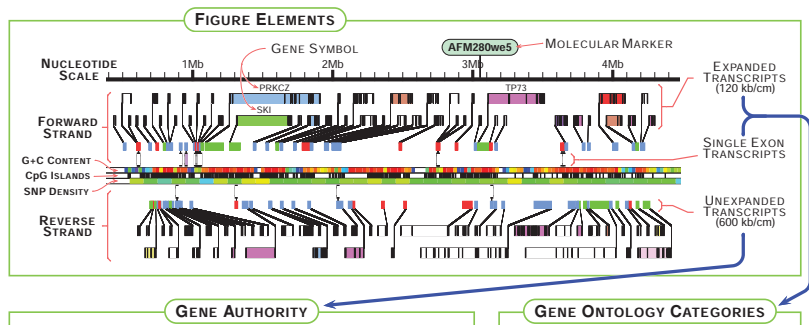 FIGURE ELEMENTS
GENE SYMBOL
AFM280we5
MOLECULAR MARKER
NUCLEOTIDE
SCALE
1Mb
2Mb
3Mb
4Mb
EXPANDED
TRANSCRIPTS
(120 kb/cm)
PRKCZ
TP73
SKI
FORWARD
STRAND
SINGLE EXON
TRANSCRIPTS
G+C CONTENT
CPG ISLANDS
SNP DENSITY
REVERSE
STRAND
UNEXPANDED
TRANSCRIPTS
(600 kb/cm)
GENE AUTHORITY
GENE ONTOLOGY CATEGORIES